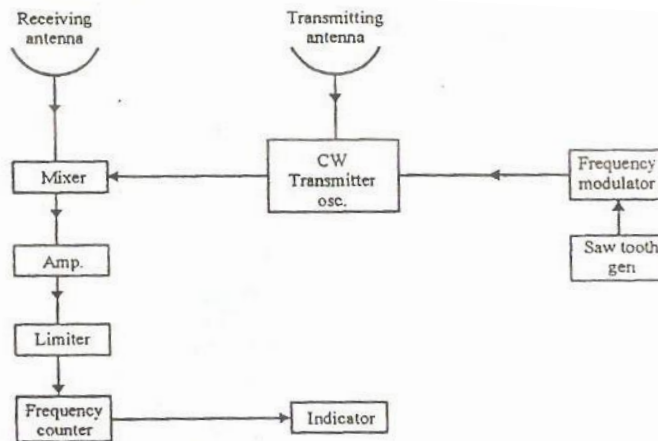 Receiving
antenna
Transmitting
antenna
Mixer
CW
Transmitter
osc.
Frequency
modulator
Saw tooth
gen
Amp.
Limiter
Frequency
counter
Indicator